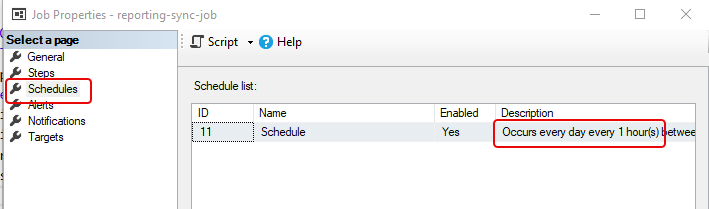 Job Properties - reporting-sync-job
Select a page
General
Steps
Schedules
Alerts
Notifications
Targets
Script
Help
Schedule list:
ID Name Enabled Description
11 Schedule Yes Occurs every day every 1 hour(s) betwee